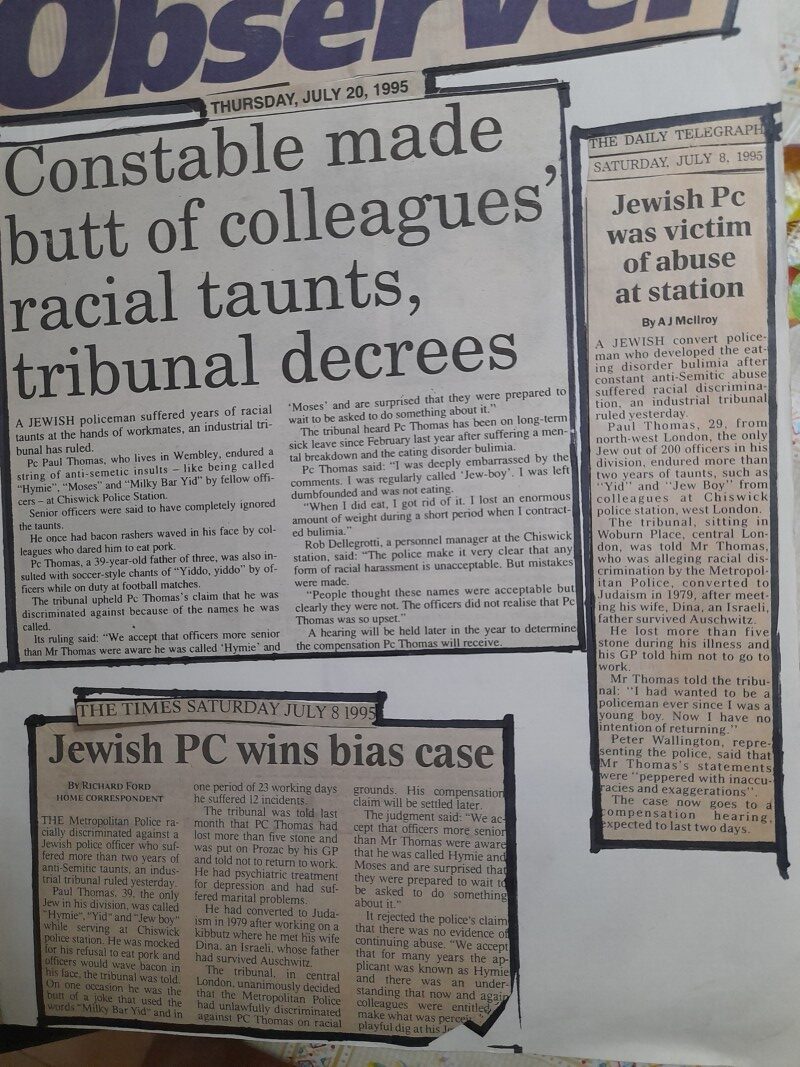 Observer
THURSDAY, JULY 20, 1995
Constable made
butt of colleagues'
racial taunts,
tribunal decrees
A JEWISH policeman suffered years of racial
taunts at the hands of workmates, an industrial tri-
bunal has ruled.
Pc Paul Thomas, who lives in Wembley, endured a
string of anti-semetic insults – like being called
"Hymie", "Moses" and "Milky Bar Yid" by fellow offi-
cers – at Chiswick Police Station.
Senior officers were said to have completely ignored
the taunts.
He once had bacon rashers waved in his face by col-
leagues who dared him to eat pork.
Pc Thomas, a 39-year-old father of three, was also in-
sulted with soccer-style chants of "Yiddo, yiddo" by of-
ficers while on duty at football matches.
The tribunal upheld Pc Thomas's claim that he was
discriminated against because of the names he was
called.
Its ruling said: "We accept that officers more senior
than Mr Thomas were aware he was called 'Hymie' and
'Moses' and are surprised that they were prepared to
wait to be asked to do something about it."
The tribunal heard Pc Thomas has been on long-term
sick leave since February last year after suffering a men-
tal breakdown and the eating disorder bulimia.
Pc Thomas said: "I was deeply embarrassed by the
comments. I was regularly called 'Jew-boy'. I was left
dumbfounded and was not eating.
"When I did eat, I got rid of it. I lost an enormous
amount of weight during a short period when I contract-
ed bulimia."
Rob Dellegrotti, a personnel manager at the Chiswick
station, said: "The police make it very clear that any
form of racial harassment is unacceptable. But mistakes
were made.
"People thought these names were acceptable but
clearly they were not. The officers did not realise that Pc
Thomas was so upset."
A hearing will be held later in the year to determine
the compensation Pc Thomas will receive.
THE DAILY TELEGRAPH
SATURDAY, JULY 8, 1995
Jewish Pc
was victim
of abuse
at station
By A J McIlroy
A JEWISH convert police-
man who developed the eat-
ing disorder bulimia after
constant anti-Semitic abuse
suffered racial discrimina-
tion, an industrial tribunal
ruled yesterday.
Paul Thomas, 29, from
north-west London, the only
Jew out of 200 officers in his
division, endured more than
two years of taunts, such as
"Yid" and "Jew Boy" from
colleagues at Chiswick
police station, west London.
The tribunal, sitting in
Woburn Place, central Lon-
don, was told Mr Thomas,
who was alleging racial dis-
crimination by the Metropol-
itan Police, converted to
Judaism in 1979, after meet-
ing his wife, Dina, an Israeli,
father survived Auschwitz.
He lost more than five
stone during his illness and
his GP told him not to go to
work.
Mr Thomas told the tribu-
nal: "I had wanted to be a
policeman ever since I was a
young boy. Now I have no
intention of returning."
Peter Wallington, repre-
senting the police, said that
Mr Thomas's statements
were "peppered with inaccu-
racies and exaggerations".
The case now goes to a
compensation hearing,
expected to last two days.
THE TIMES SATURDAY JULY 8 1995
Jewish PC wins bias case
BY RICHARD FORD
HOME CORRESPONDENT
THE Metropolitan Police ra-
cially discriminated against a
Jewish police officer who suf-
fered more than two years of
anti-Semitic taunts, an indus-
trial tribunal ruled yesterday.
Paul Thomas, 39, the only
Jew in his division, was called
"Hymie", "Yid" and "Jew boy"
while serving at Chiswick
police station. He was mocked
for his refusal to eat pork and
officers would wave bacon in
his face, the tribunal was told.
On one occasion he was the
butt of a joke that used the
words "Milky Bar Yid" and in
one period of 23 working days
he suffered 12 incidents.
The tribunal was told last
month that PC Thomas had
lost more than five stone and
was put on Prozac by his GP
and told not to return to work.
He had psychiatric treatment
for depression and had suf-
fered marital problems.
He had converted to Juda-
ism in 1979 after working on a
kibbutz where he met his wife
Dina, an Israeli, whose father
had survived Auschwitz.
The tribunal, in central
London, unanimously decided
that the Metropolitan Police
had unlawfully discriminated
against PC Thomas on racial
grounds. His compensation
claim will be settled later.
The judgment said: "We ac-
cept that officers more senior
than Mr Thomas were aware
that he was called Hymie and
Moses and are surprised that
they were prepared to wait to
be asked to do something
about it."
It rejected the police's claim
that there was no evidence of
continuing abuse. "We accept
that for many years the ap-
plicant was known as Hymie
and there was an under-
standing that now and again
colleagues were entitled
make what was
playful dig at his